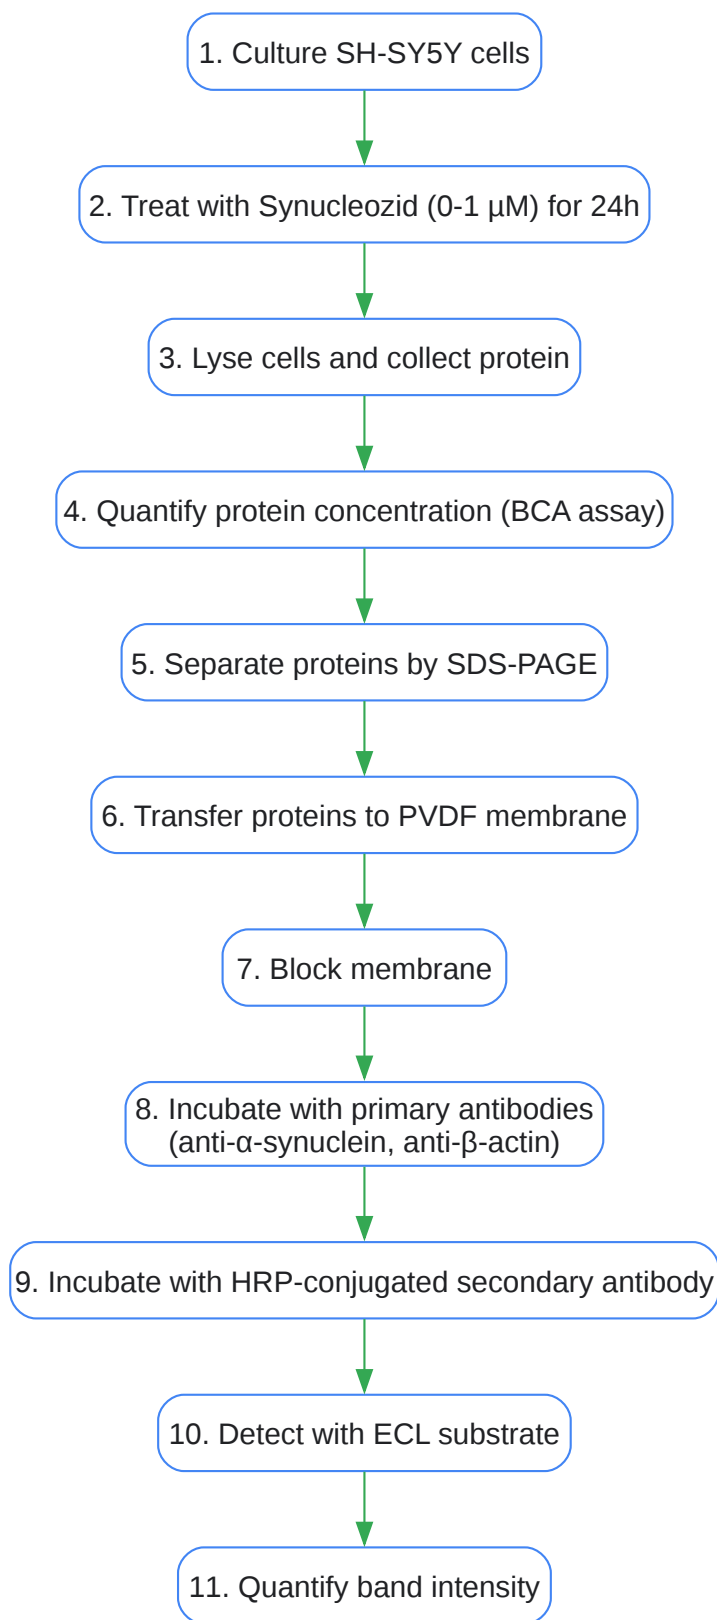 1. Culture SH-SY5Y cells
2. Treat with Synucleozid (0-1 µM) for 24h
3. Lyse cells and collect protein
4. Quantify protein concentration (BCA assay)
5. Separate proteins by SDS-PAGE
6. Transfer proteins to PVDF membrane
7. Block membrane
8. Incubate with primary antibodies
(anti-α-synuclein, anti-β-actin)
9. Incubate with HRP-conjugated secondary antibody
10. Detect with ECL substrate
11. Quantify band intensity